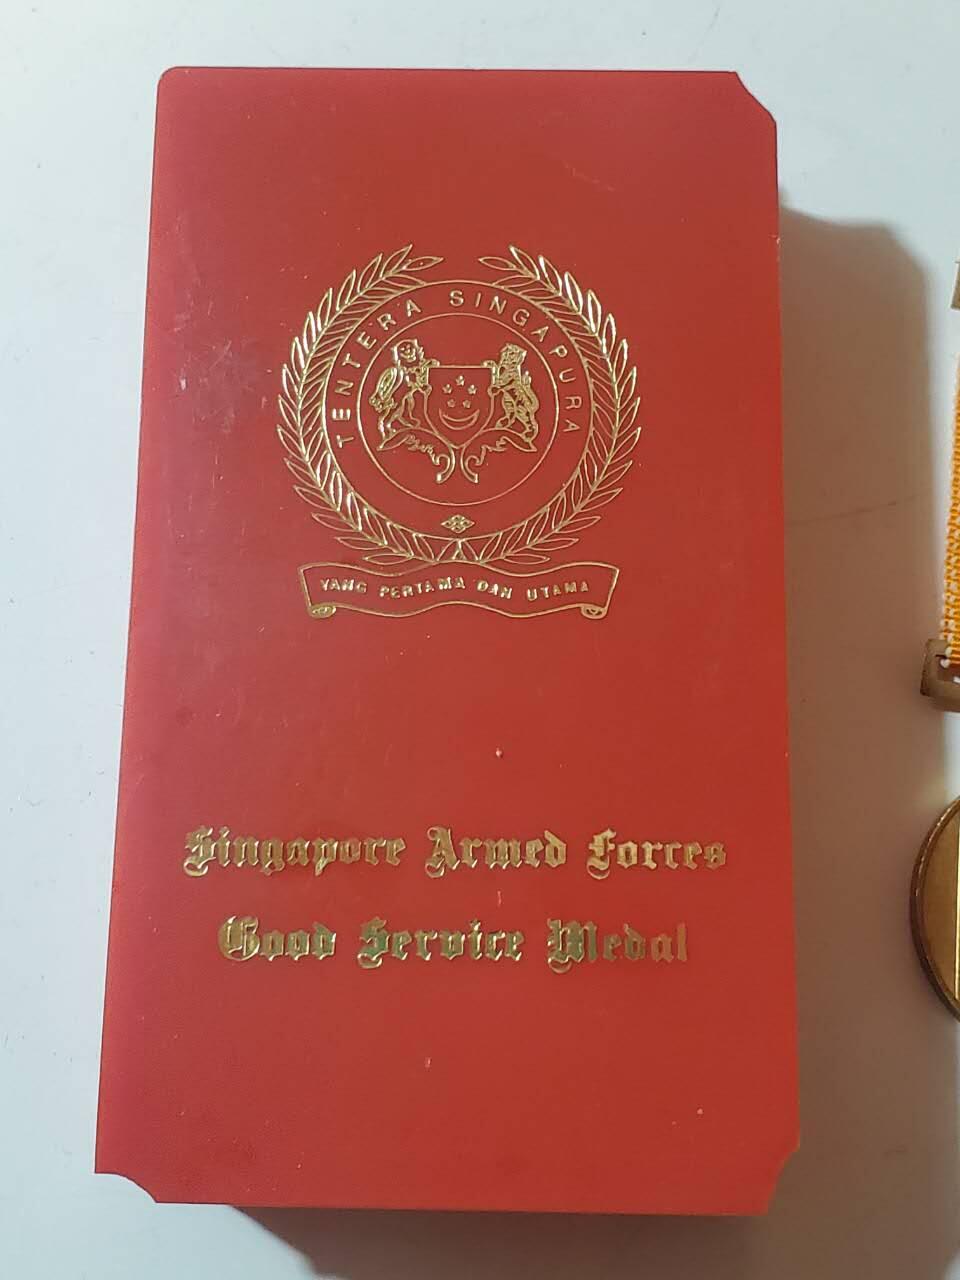 TENTERA SINGAPURA
YANG PERTAMA DAN UTAMA
Singapore Armed Forces
Good Service Medal